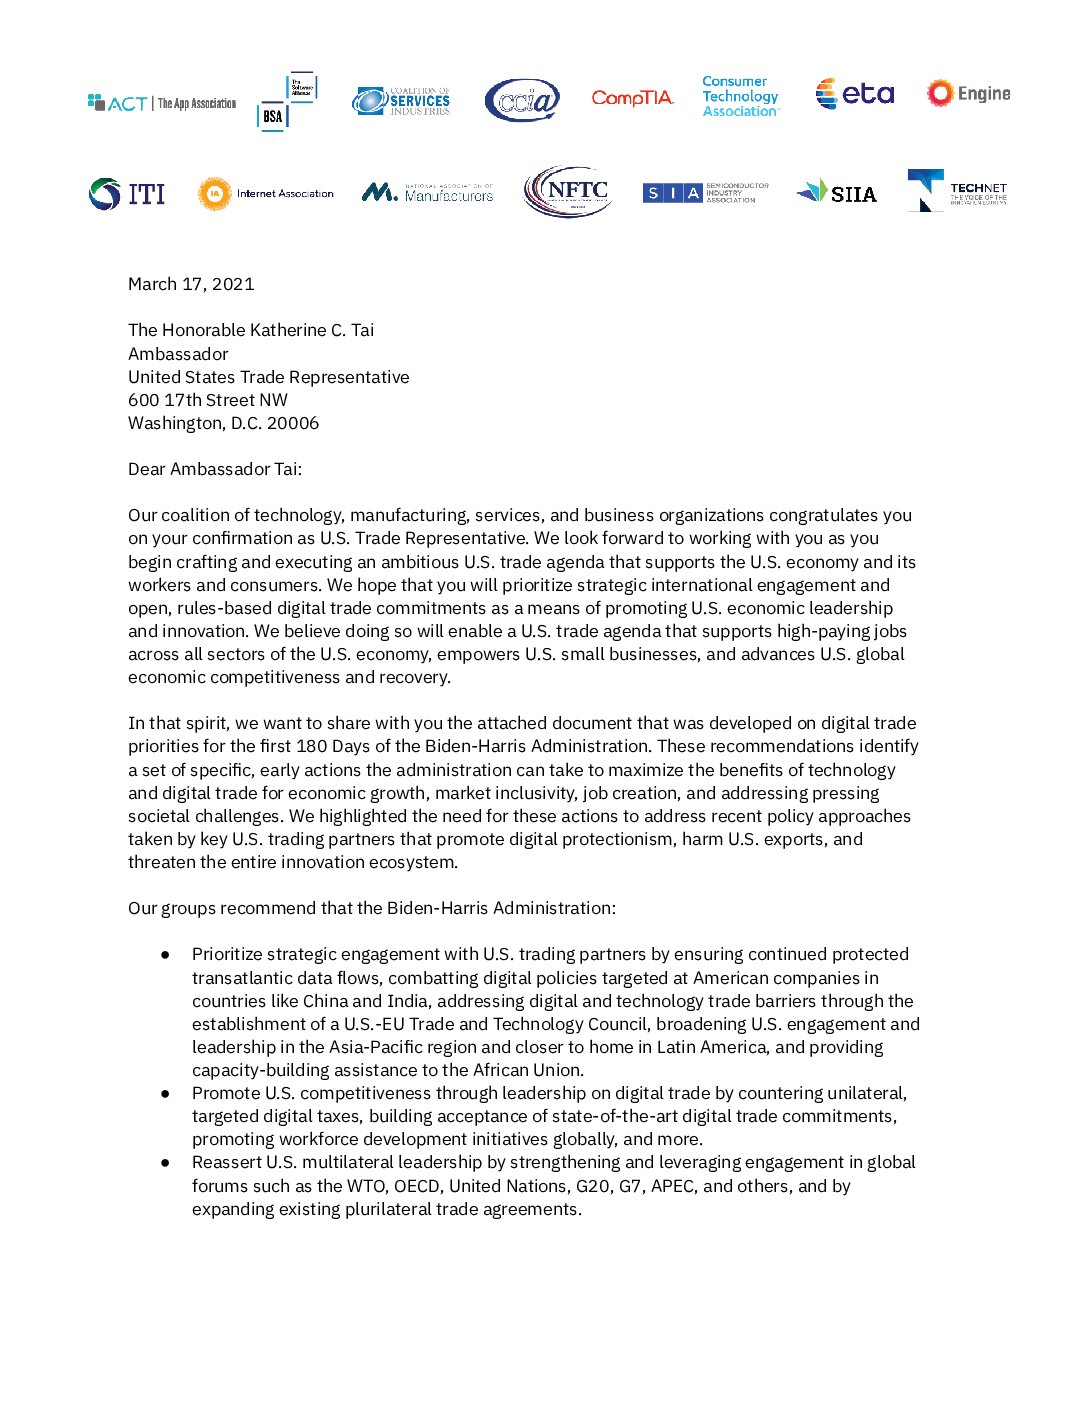 ACT | The App Association
The
Software
Alliance
BSA
COALITION OF
SERVICES
INDUSTRIES
ccia
CompTIA.
Consumer
Technology
Association
eta
Engine
ITI
IA
Internet Association
NATIONAL ASSOCIATION OF
Manufacturers
NFTC
SIA
SEMICONDUCTOR
INDUSTRY
ASSOCIATION
SIIA
TECHNET
THE VOICE OF THE
INNOVATION ECONOMY
March 17, 2021
The Honorable Katherine C. Tai
Ambassador
United States Trade Representative
600 17th Street NW
Washington, D.C. 20006
Dear Ambassador Tai:
Our coalition of technology, manufacturing, services, and business organizations congratulates you
on your confirmation as U.S. Trade Representative. We look forward to working with you as you
begin crafting and executing an ambitious U.S. trade agenda that supports the U.S. economy and its
workers and consumers. We hope that you will prioritize strategic international engagement and
open, rules-based digital trade commitments as a means of promoting U.S. economic leadership
and innovation. We believe doing so will enable a U.S. trade agenda that supports high-paying jobs
across all sectors of the U.S. economy, empowers U.S. small businesses, and advances U.S. global
economic competitiveness and recovery.
In that spirit, we want to share with you the attached document that was developed on digital trade
priorities for the first 180 Days of the Biden-Harris Administration. These recommendations identify
a set of specific, early actions the administration can take to maximize the benefits of technology
and digital trade for economic growth, market inclusivity, job creation, and addressing pressing
societal challenges. We highlighted the need for these actions to address recent policy approaches
taken by key U.S. trading partners that promote digital protectionism, harm U.S. exports, and
threaten the entire innovation ecosystem.
Our groups recommend that the Biden-Harris Administration:
● Prioritize strategic engagement with U.S. trading partners by ensuring continued protected
transatlantic data flows, combatting digital policies targeted at American companies in
countries like China and India, addressing digital and technology trade barriers through the
establishment of a U.S.-EU Trade and Technology Council, broadening U.S. engagement and
leadership in the Asia-Pacific region and closer to home in Latin America, and providing
capacity-building assistance to the African Union.
● Promote U.S. competitiveness through leadership on digital trade by countering unilateral,
targeted digital taxes, building acceptance of state-of-the-art digital trade commitments,
promoting workforce development initiatives globally, and more.
● Reassert U.S. multilateral leadership by strengthening and leveraging engagement in global
forums such as the WTO, OECD, United Nations, G20, G7, APEC, and others, and by
expanding existing plurilateral trade agreements.